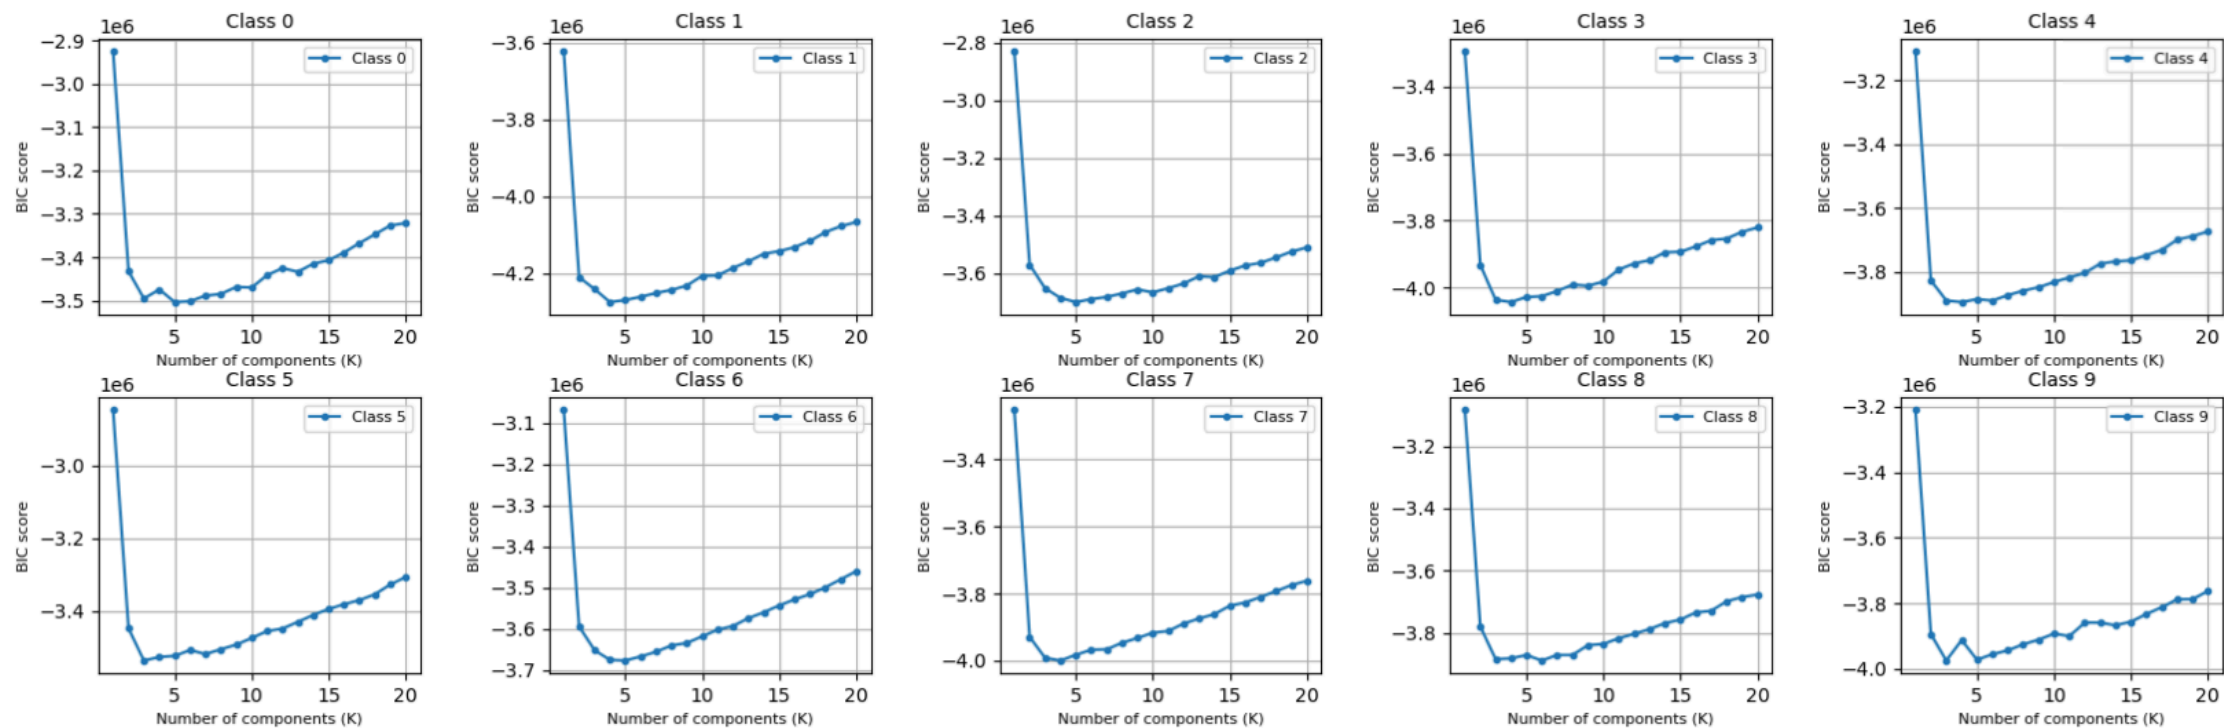 Class 0
1e6
BIC score
−2.9
−3.0
−3.1
−3.2
−3.3
−3.4
−3.5
Class 0
5 10 15 20
Number of components (K)
Class 1
1e6
BIC score
−3.6
−3.8
−4.0
−4.2
Class 1
5 10 15 20
Number of components (K)
Class 2
1e6
BIC score
−2.8
−3.0
−3.2
−3.4
−3.6
Class 2
5 10 15 20
Number of components (K)
Class 3
1e6
BIC score
−3.4
−3.6
−3.8
−4.0
Class 3
5 10 15 20
Number of components (K)
Class 4
1e6
BIC score
−3.2
−3.4
−3.6
−3.8
Class 4
5 10 15 20
Number of components (K)
Class 5
1e6
BIC score
−3.0
−3.2
−3.4
Class 5
5 10 15 20
Number of components (K)
Class 6
1e6
BIC score
−3.1
−3.2
−3.3
−3.4
−3.5
−3.6
−3.7
Class 6
5 10 15 20
Number of components (K)
Class 7
1e6
BIC score
−3.4
−3.6
−3.8
−4.0
Class 7
5 10 15 20
Number of components (K)
Class 8
1e6
BIC score
−3.2
−3.4
−3.6
−3.8
Class 8
5 10 15 20
Number of components (K)
Class 9
1e6
BIC score
−3.2
−3.4
−3.6
−3.8
−4.0
Class 9
5 10 15 20
Number of components (K)